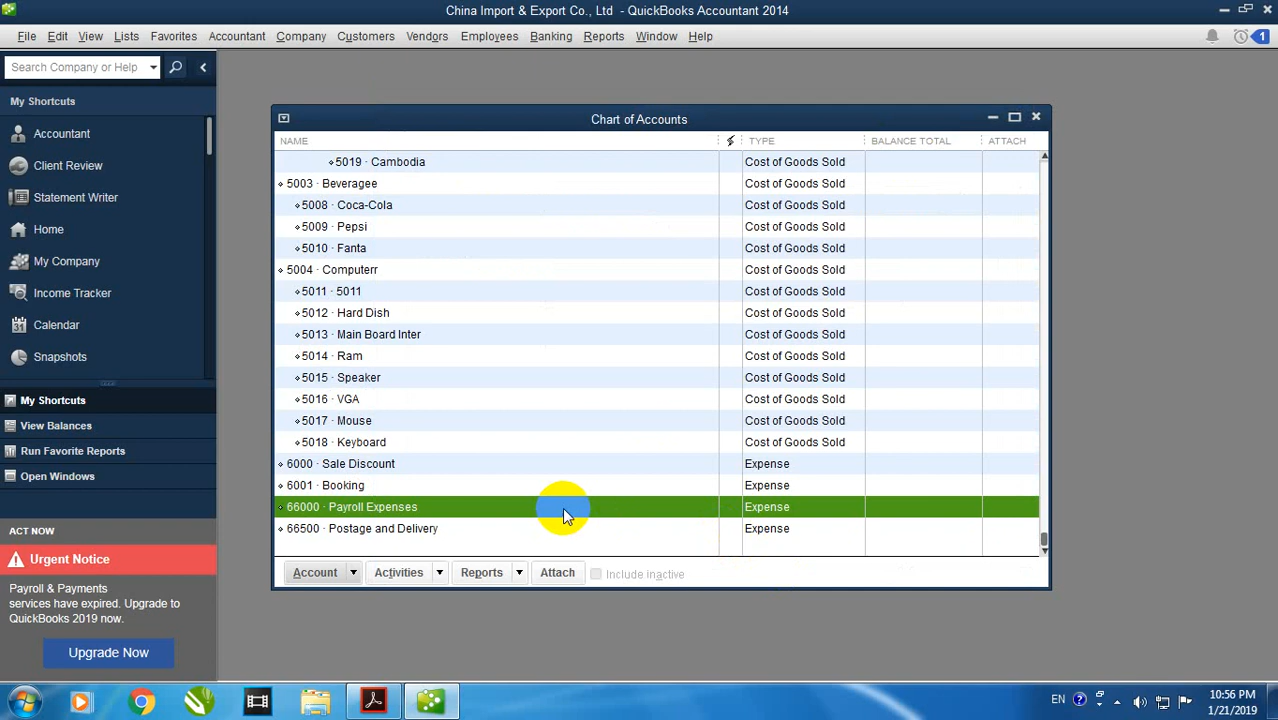 China Import & Export Co., Ltd - QuickBooks Accountant 2014
File Edit View Lists Favorites Accountant Company Customers Vendors Employees Banking Reports Window Help 1
Search Company or Help
My Shortcuts
Accountant
Client Review
Statement Writer
Home
My Company
Income Tracker
Calendar
Snapshots
My Shortcuts
View Balances
Run Favorite Reports
Open Windows
ACT NOW
Urgent Notice
Payroll & Payments
services have expired. Upgrade to
QuickBooks 2019 now.
Upgrade Now
Chart of Accounts
NAME TYPE BALANCE TOTAL ATTACH
5019 · Cambodia Cost of Goods Sold
5003 · Beveragee Cost of Goods Sold
5008 · Coca-Cola Cost of Goods Sold
5009 · Pepsi Cost of Goods Sold
5010 · Fanta Cost of Goods Sold
5004 · Computerr Cost of Goods Sold
5011 · 5011 Cost of Goods Sold
5012 · Hard Dish Cost of Goods Sold
5013 · Main Board Inter Cost of Goods Sold
5014 · Ram Cost of Goods Sold
5015 · Speaker Cost of Goods Sold
5016 · VGA Cost of Goods Sold
5017 · Mouse Cost of Goods Sold
5018 · Keyboard Cost of Goods Sold
6000 · Sale Discount Expense
6001 · Booking Expense
66000 · Payroll Expenses Expense
66500 · Postage and Delivery Expense
Account Activities Reports Attach Include inactive
EN 10:56 PM
1/21/2019